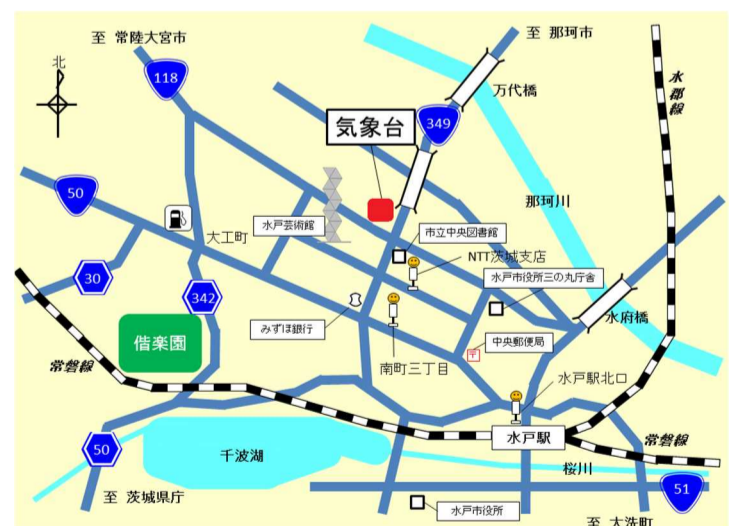 至 常陸大宮市
至 那珂市
北
118
万代橋
水郡線
気象台
349
50
那珂川
水戸芸術館
大工町
市立中央図書館
NTT茨城支店
水戸市役所三の丸庁舎
30
342
水府橋
みずほ銀行
中央郵便局
〒
偕楽園
南町三丁目
常磐線
水戸駅北口
水戸駅
常磐線
50
千波湖
桜川
至 茨城県庁
水戸市役所
51
至 大洗町